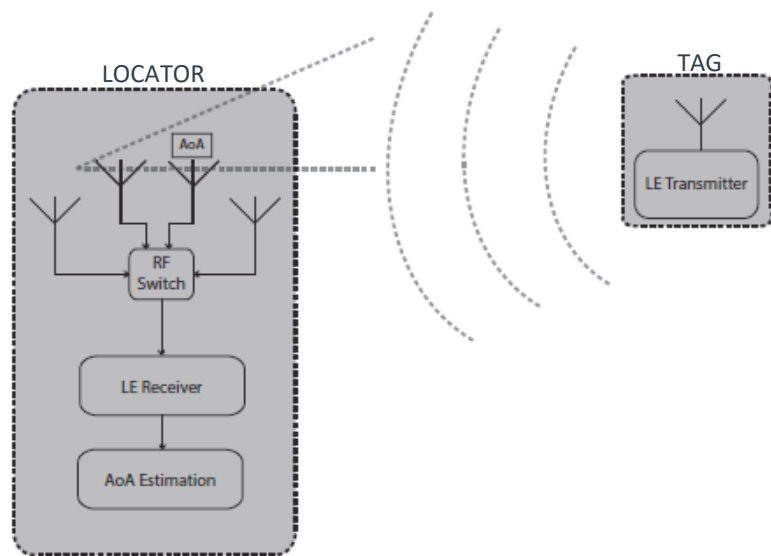 LOCATOR
TAG
AoA
LE Transmitter
RF
Switch
LE Receiver
AoA Estimation